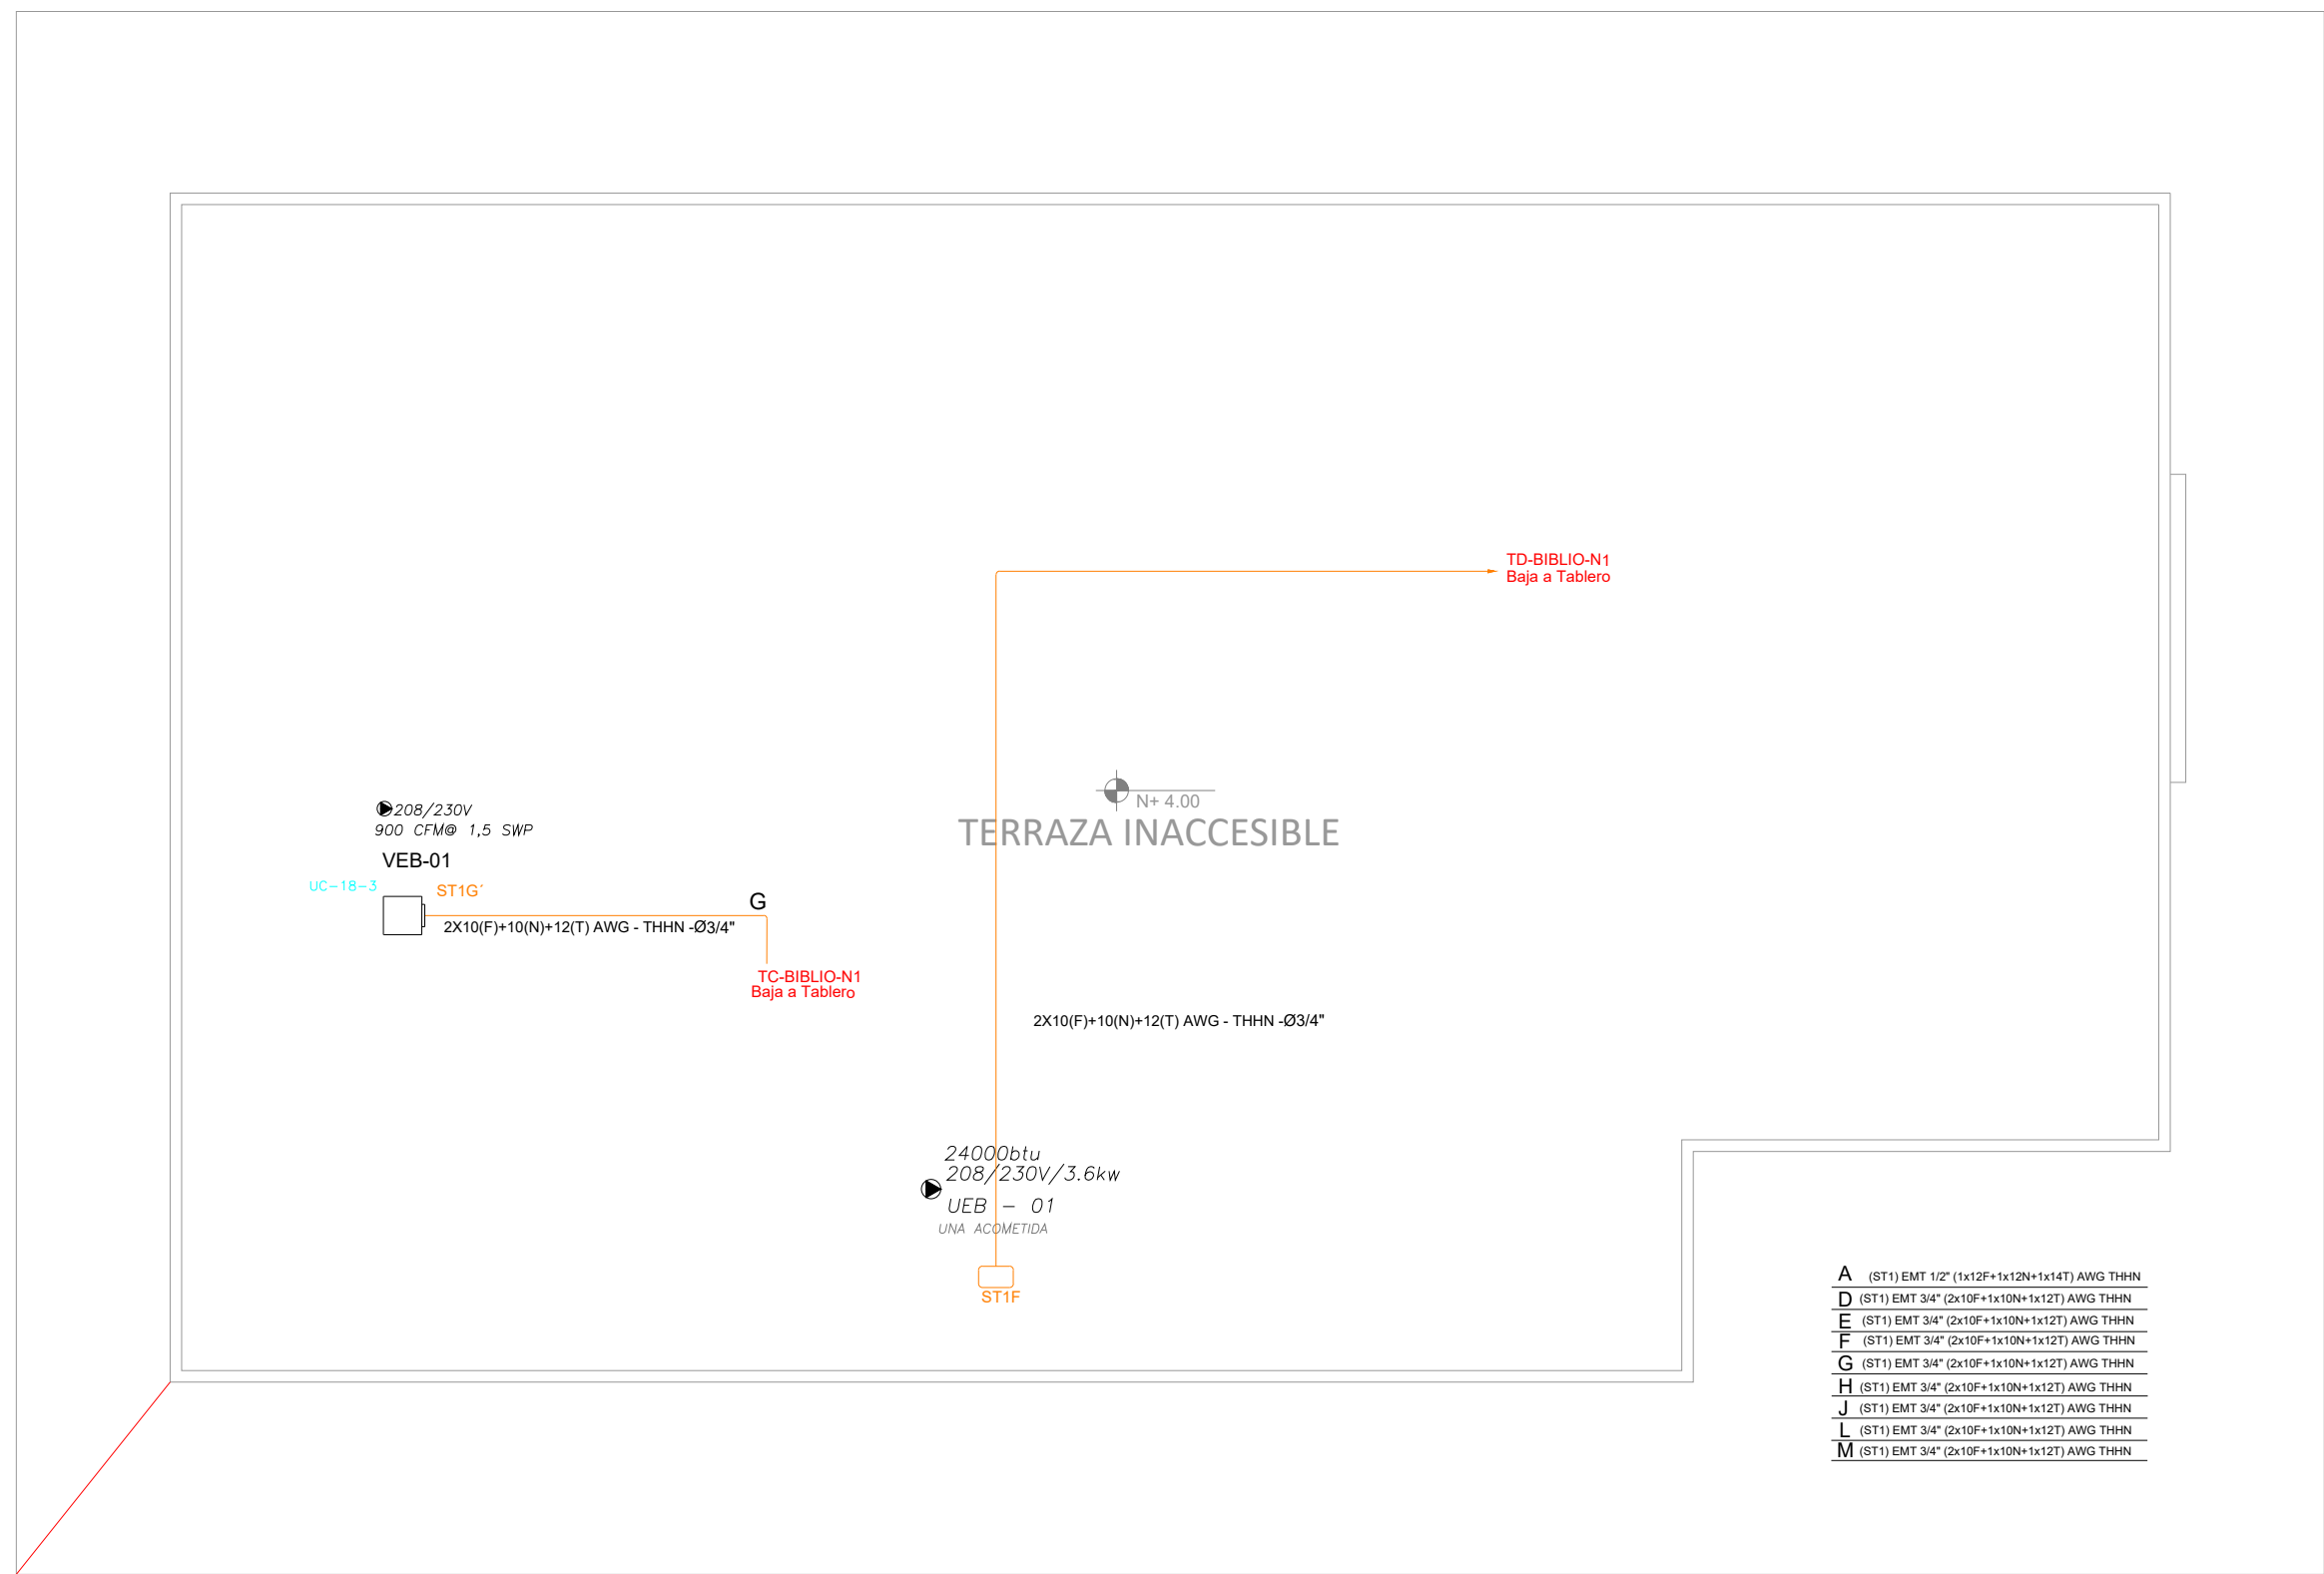 TD-BIBLIO-N1
Baja a Tablero
N+ 4.00
TERRAZA INACCESIBLE
208/230V
900 CFM@ 1,5 SWP
VEB-01
UC-18-3
ST1G´
G
2X10(F)+10(N)+12(T) AWG - THHN -Ø3/4"
TC-BIBLIO-N1
Baja a Tablero
2X10(F)+10(N)+12(T) AWG - THHN -Ø3/4"
24000btu
208/230V/3.6kw
UEB - 01
UNA ACOMETIDA
ST1F
A (ST1) EMT 1/2" (1x12F+1x12N+1x14T) AWG THHN
D (ST1) EMT 3/4" (2x10F+1x10N+1x12T) AWG THHN
E (ST1) EMT 3/4" (2x10F+1x10N+1x12T) AWG THHN
F (ST1) EMT 3/4" (2x10F+1x10N+1x12T) AWG THHN
G (ST1) EMT 3/4" (2x10F+1x10N+1x12T) AWG THHN
H (ST1) EMT 3/4" (2x10F+1x10N+1x12T) AWG THHN
J (ST1) EMT 3/4" (2x10F+1x10N+1x12T) AWG THHN
L (ST1) EMT 3/4" (2x10F+1x10N+1x12T) AWG THHN
M (ST1) EMT 3/4" (2x10F+1x10N+1x12T) AWG THHN